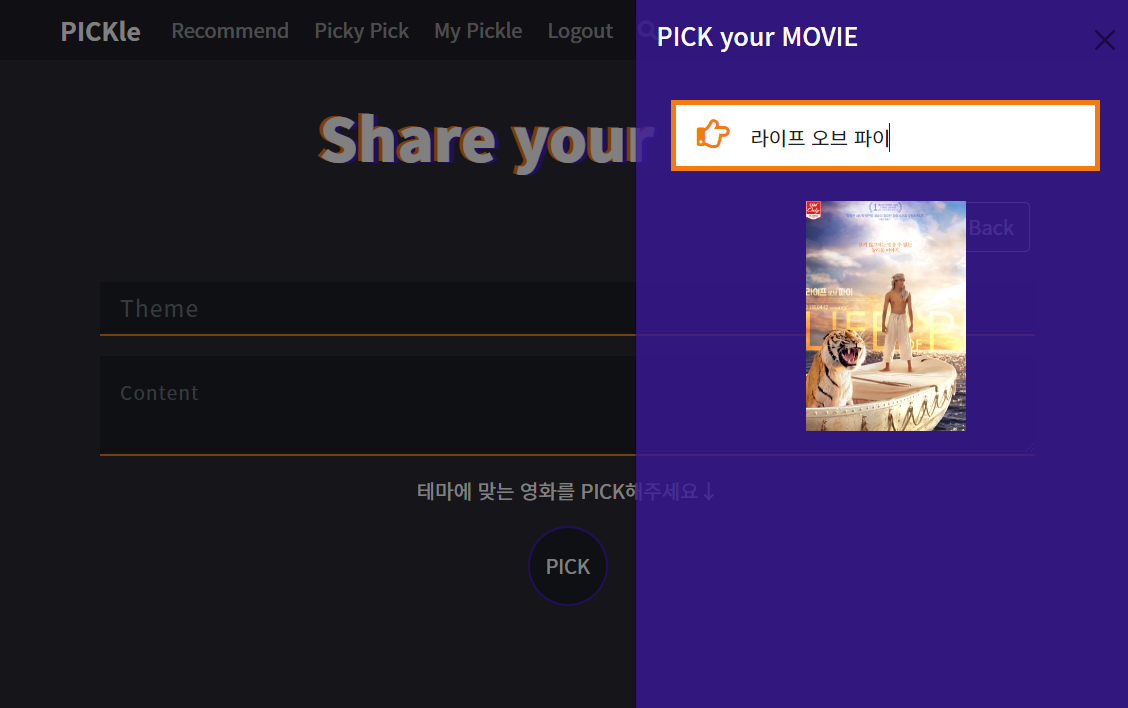 PICKle Recommend Picky Pick My Pickle Logout
PICK your MOVIE
Share your
라이프 오브 파이
Back
라이프 오브 파이
LIFE OF P
Theme
Content
테마에 맞는 영화를 PICK해주세요↓
PICK